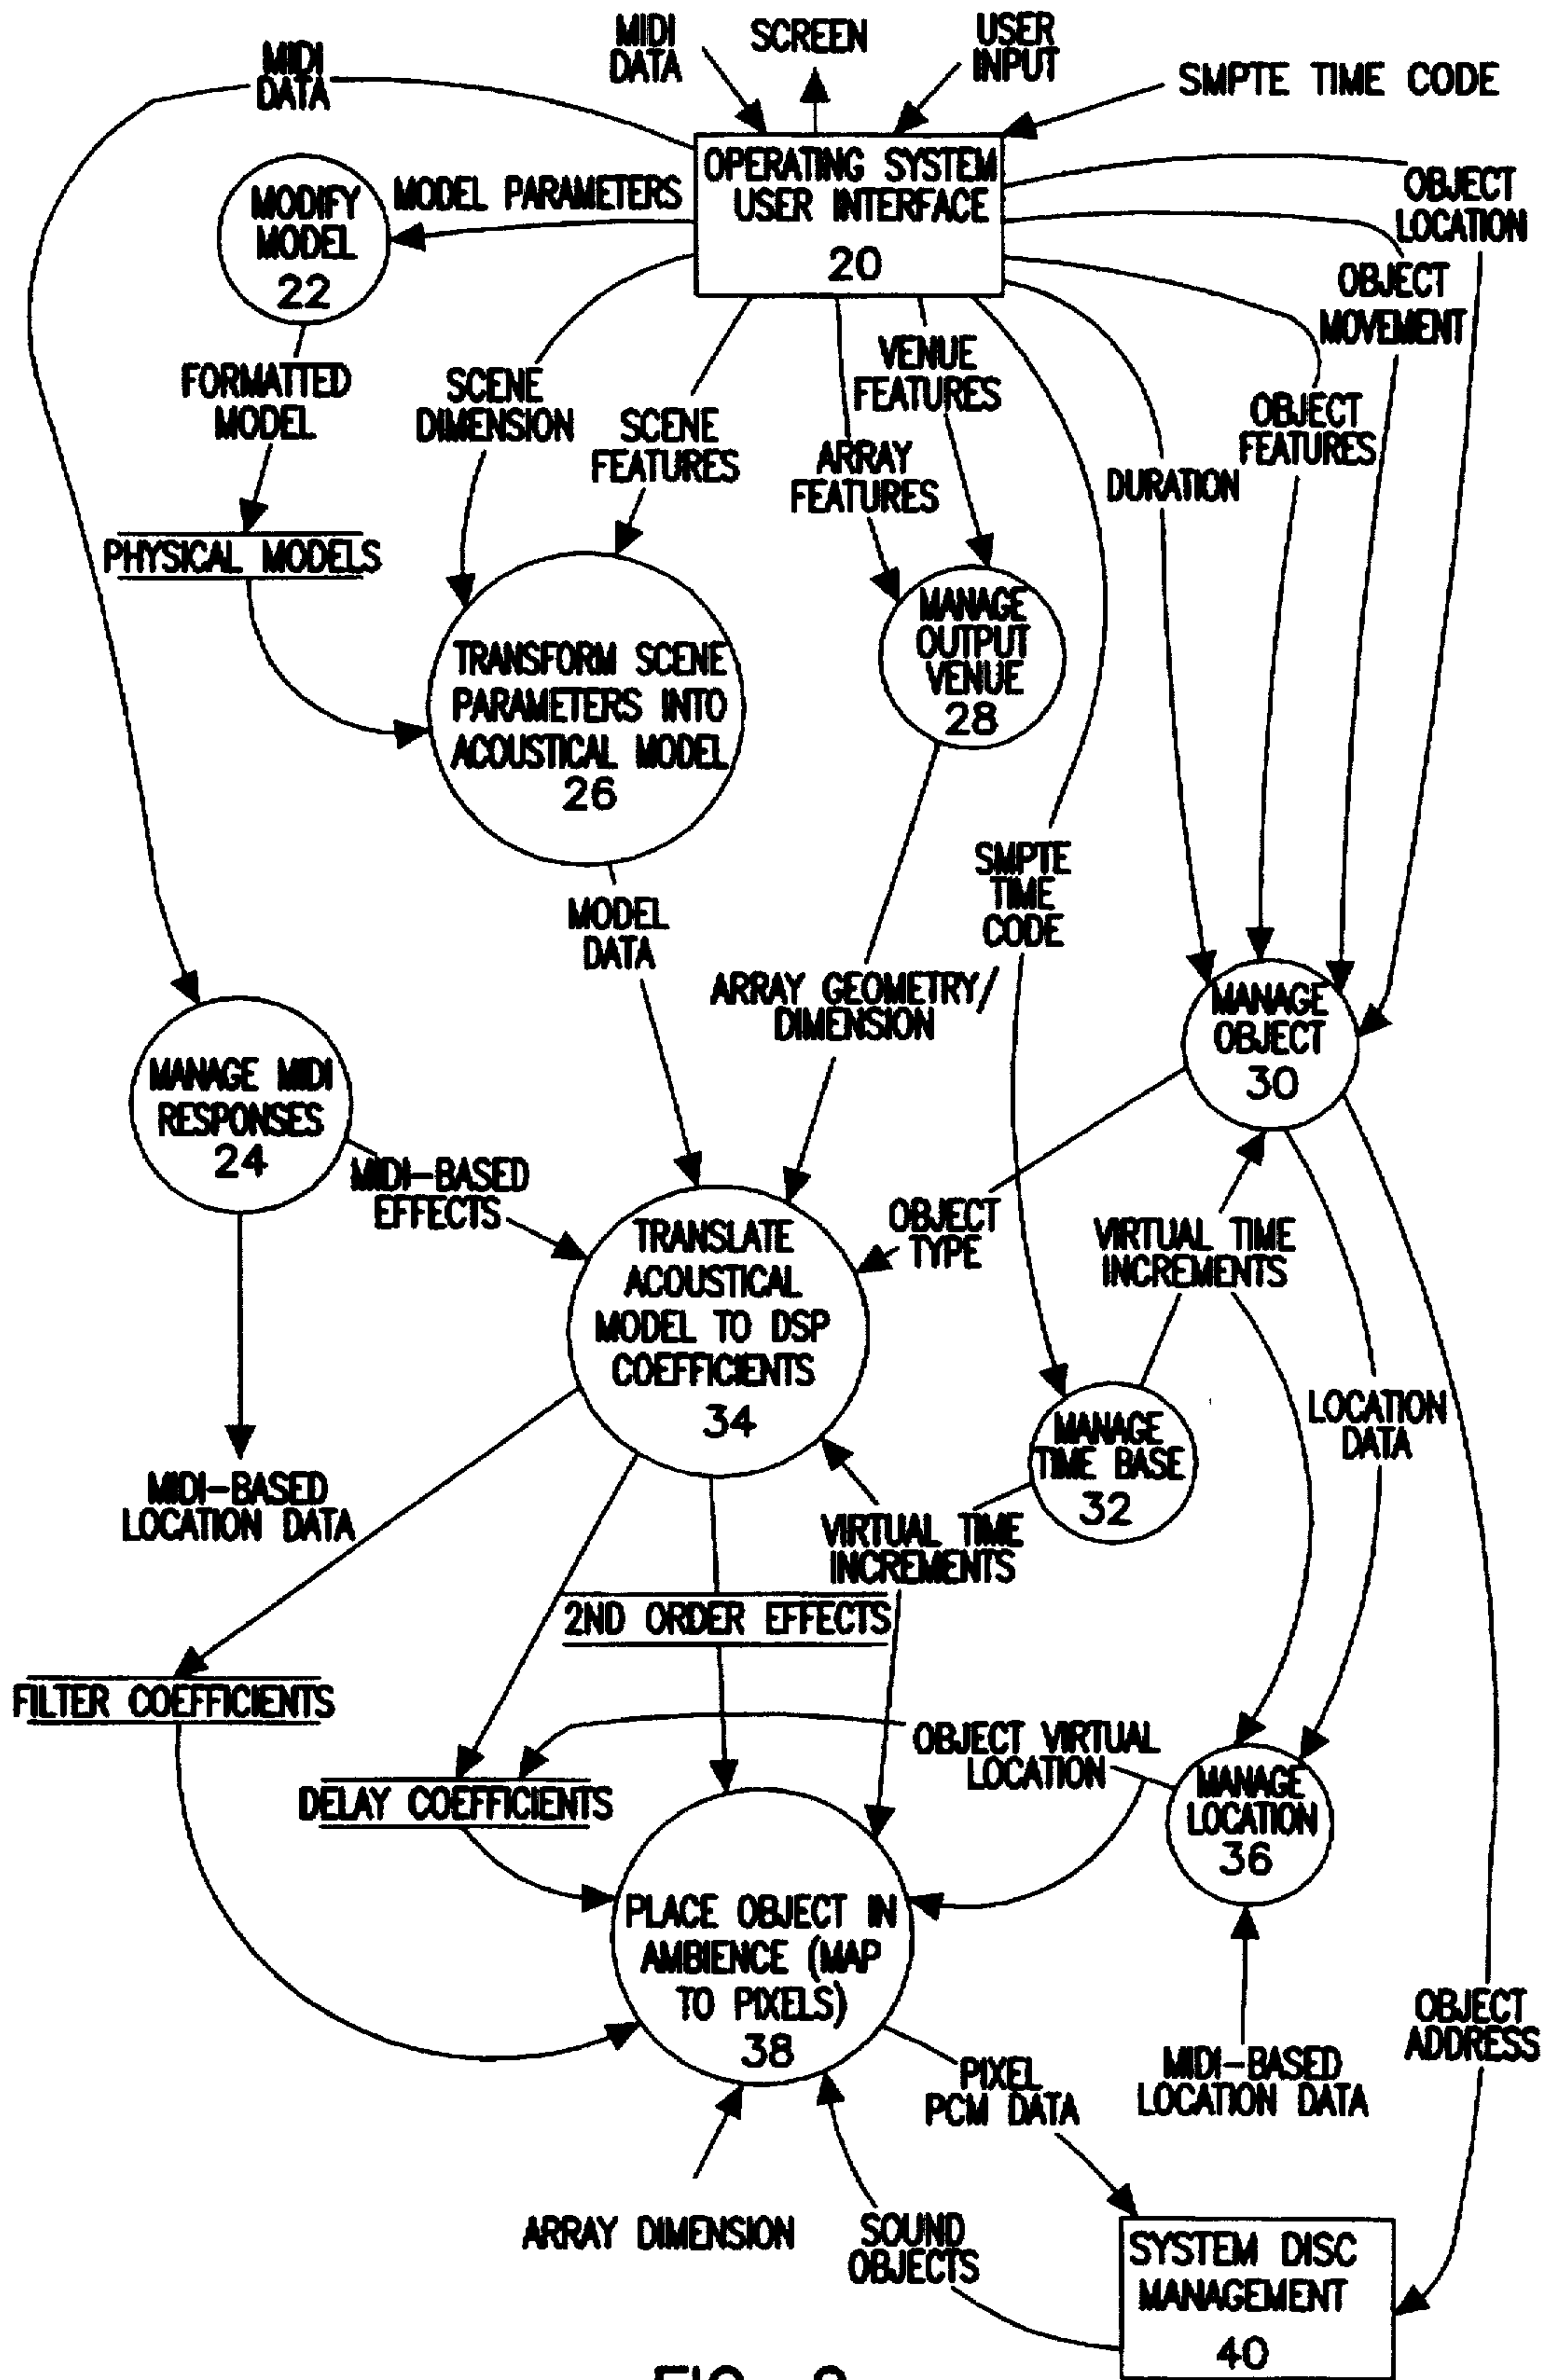 MIDI
DATA
SCREEN
USER
INPUT
MIDI
DATA
SMPTE TIME CODE
OPERATING SYSTEM
USER INTERFACE
20
OBJECT
LOCATION
MODIFY
MODEL
22
MODEL PARAMETERS
OBJECT
MOVEMENT
FORMATTED
MODEL
SCENE
DIMENSION
SCENE
FEATURES
VENUE
FEATURES
ARRAY
FEATURES
DURATION
OBJECT
FEATURES
PHYSICAL MODELS
TRANSFORM SCENE
PARAMETERS INTO
ACOUSTICAL MODEL
26
MANAGE
OUTPUT
VENUE
28
SMPTE
TIME
CODE
MODEL
DATA
ARRAY GEOMETRY/
DIMENSION
MANAGE
OBJECT
30
MANAGE MIDI
RESPONSES
24
MIDI-BASED
EFFECTS
TRANSLATE
ACOUSTICAL
MODEL TO DSP
COEFFICIENTS
34
OBJECT
TYPE
VIRTUAL TIME
INCREMENTS
MANAGE
TIME BASE
32
LOCATION
DATA
MIDI-BASED
LOCATION DATA
VIRTUAL TIME
INCREMENTS
2ND ORDER EFFECTS
FILTER COEFFICIENTS
DELAY COEFFICIENTS
OBJECT VIRTUAL
LOCATION
MANAGE
LOCATION
36
PLACE OBJECT IN
AMBIENCE (MAP
TO PIXELS)
38
PIXEL
PCM DATA
MIDI-BASED
LOCATION DATA
OBJECT
ADDRESS
ARRAY DIMENSION
SOUND
OBJECTS
SYSTEM DISC
MANAGEMENT
40